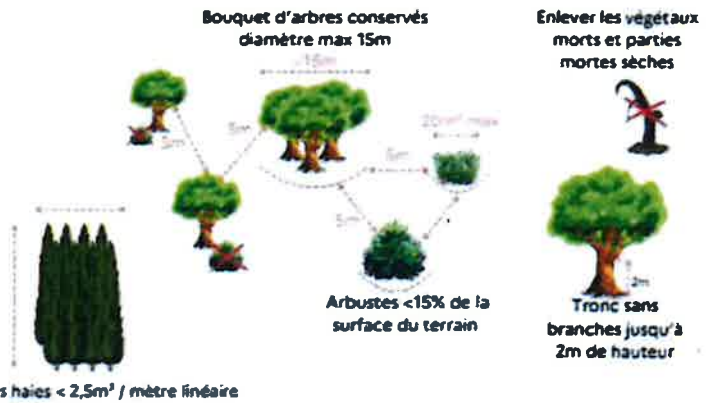 Bouquet d'arbres conservés
diamètre max 15m
Enlever les végétaux
morts et parties
mortes sèches
15m
20m² max
5m
5m
5m
5m
2m
Arbustes <15% de la
surface du terrain
Tronc sans
branches jusqu'à
2m de hauteur
s haies < 2,5m³ / mètre linéaire